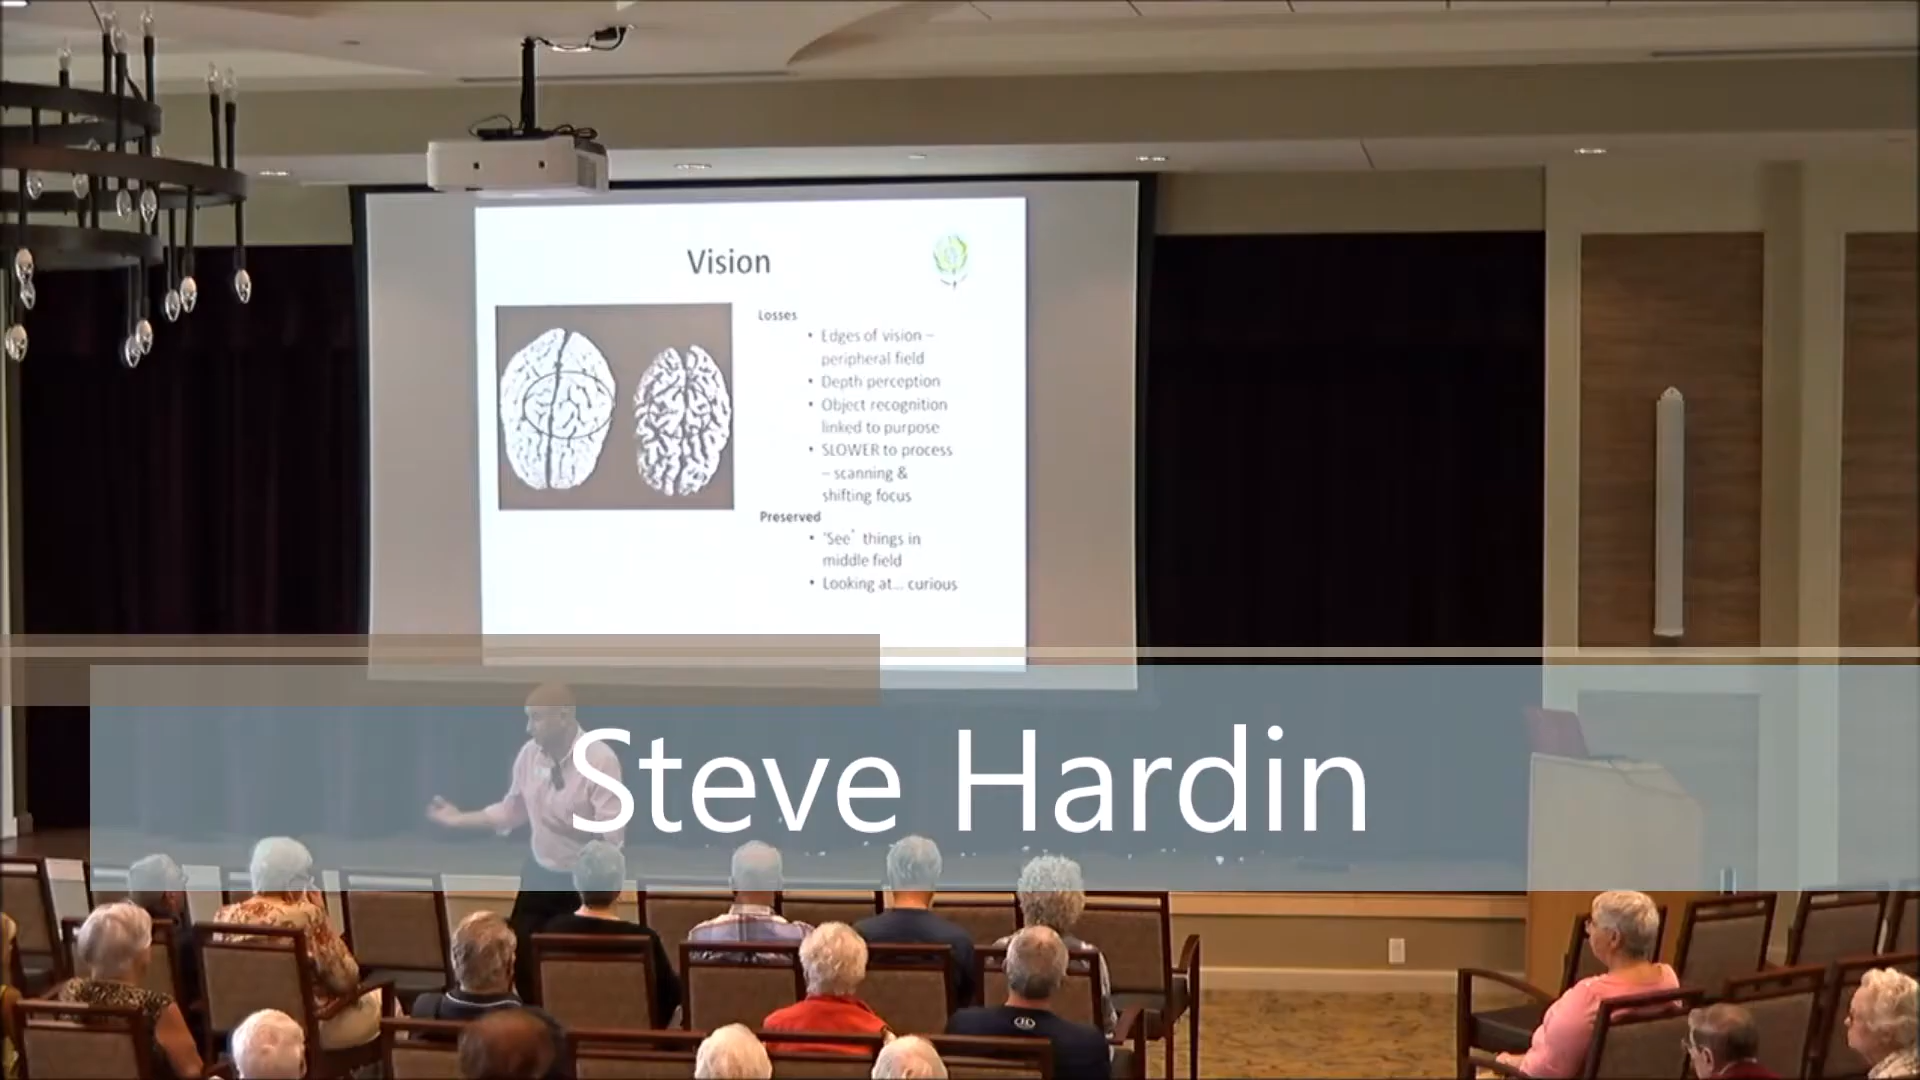 Vision
Losses
• Edges of vision –
peripheral field
• Depth perception
• Object recognition
linked to purpose
• SLOWER to process
– scanning &
shifting focus
Preserved
• 'See' things in
middle field
• Looking at... curious
Steve Hardin